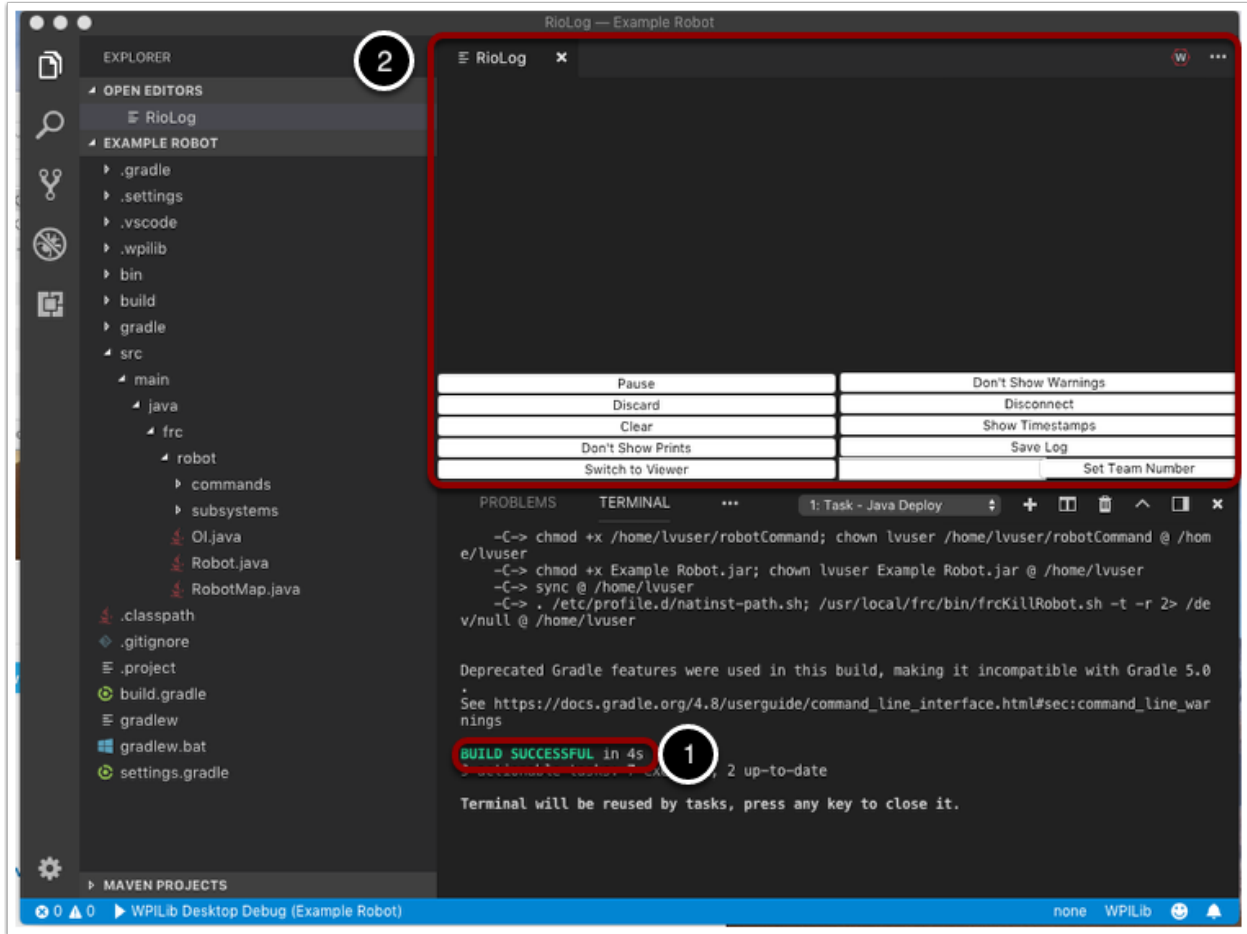 RioLog — Example Robot
EXPLORER
OPEN EDITORS
RioLog
EXAMPLE ROBOT
.gradle
.settings
.vscode
.wpilib
bin
build
gradle
src
main
java
frc
robot
commands
subsystems
OI.java
Robot.java
RobotMap.java
.classpath
.gitignore
.project
build.gradle
gradlew
gradlew.bat
settings.gradle
MAVEN PROJECTS
2
RioLog
W
Pause
Don't Show Warnings
Discard
Disconnect
Clear
Show Timestamps
Don't Show Prints
Save Log
Switch to Viewer
Set Team Number
PROBLEMS TERMINAL ••• 1: Task - Java Deploy
-C-> chmod +x /home/lvuser/robotCommand; chown lvuser /home/lvuser/robotCommand @ /hom
e/lvuser
-C-> chmod +x Example Robot.jar; chown lvuser Example Robot.jar @ /home/lvuser
-C-> sync @ /home/lvuser
-C-> . /etc/profile.d/natinst-path.sh; /usr/local/frc/bin/frcKillRobot.sh -t -r 2> /de
v/null @ /home/lvuser
Deprecated Gradle features were used in this build, making it incompatible with Gradle 5.0
.
See https://docs.gradle.org/4.8/userguide/command_line_interface.html#sec:command_line_war
nings
BUILD SUCCESSFUL in 4s
1
2 up-to-date
Terminal will be reused by tasks, press any key to close it.
0 0 WPILib Desktop Debug (Example Robot)
none WPILib